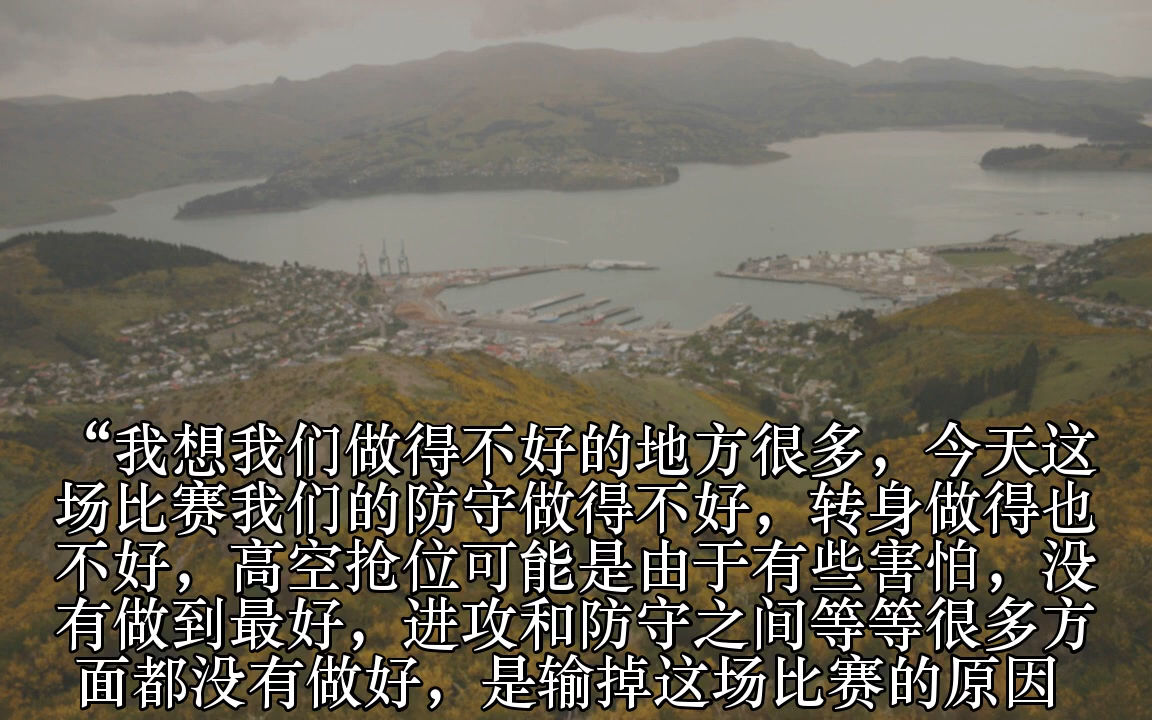 “我想我们做得不好的地方很多，今天这
场比赛我们的防守做得不好，转身做得也
不好，高空抢位可能是由于有些害怕，没
有做到最好，进攻和防守之间等等很多方
面都没有做好，是输掉这场比赛的原因